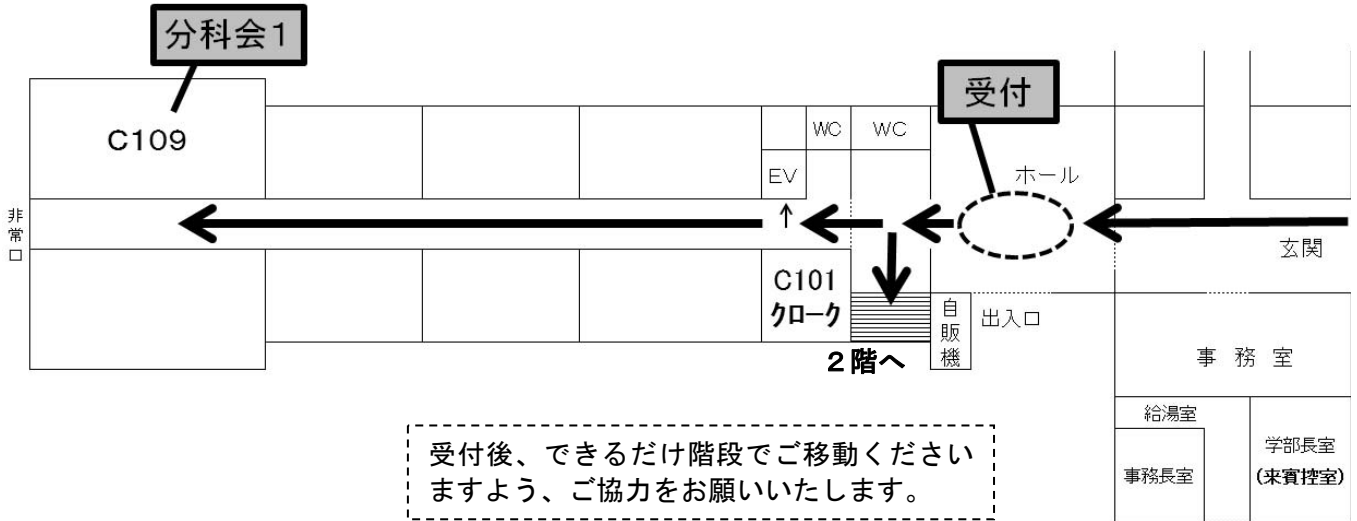 分科会1
受付
C109
WC
WC
EV
ホール
↑
非常口
玄関
C101
クローク
自販機
出入口
2階へ
事務室
給湯室
事務長室
学部長室
(来賓控室)
受付後、できるだけ階段でご移動ください
ますよう、ご協力をお願いいたします。